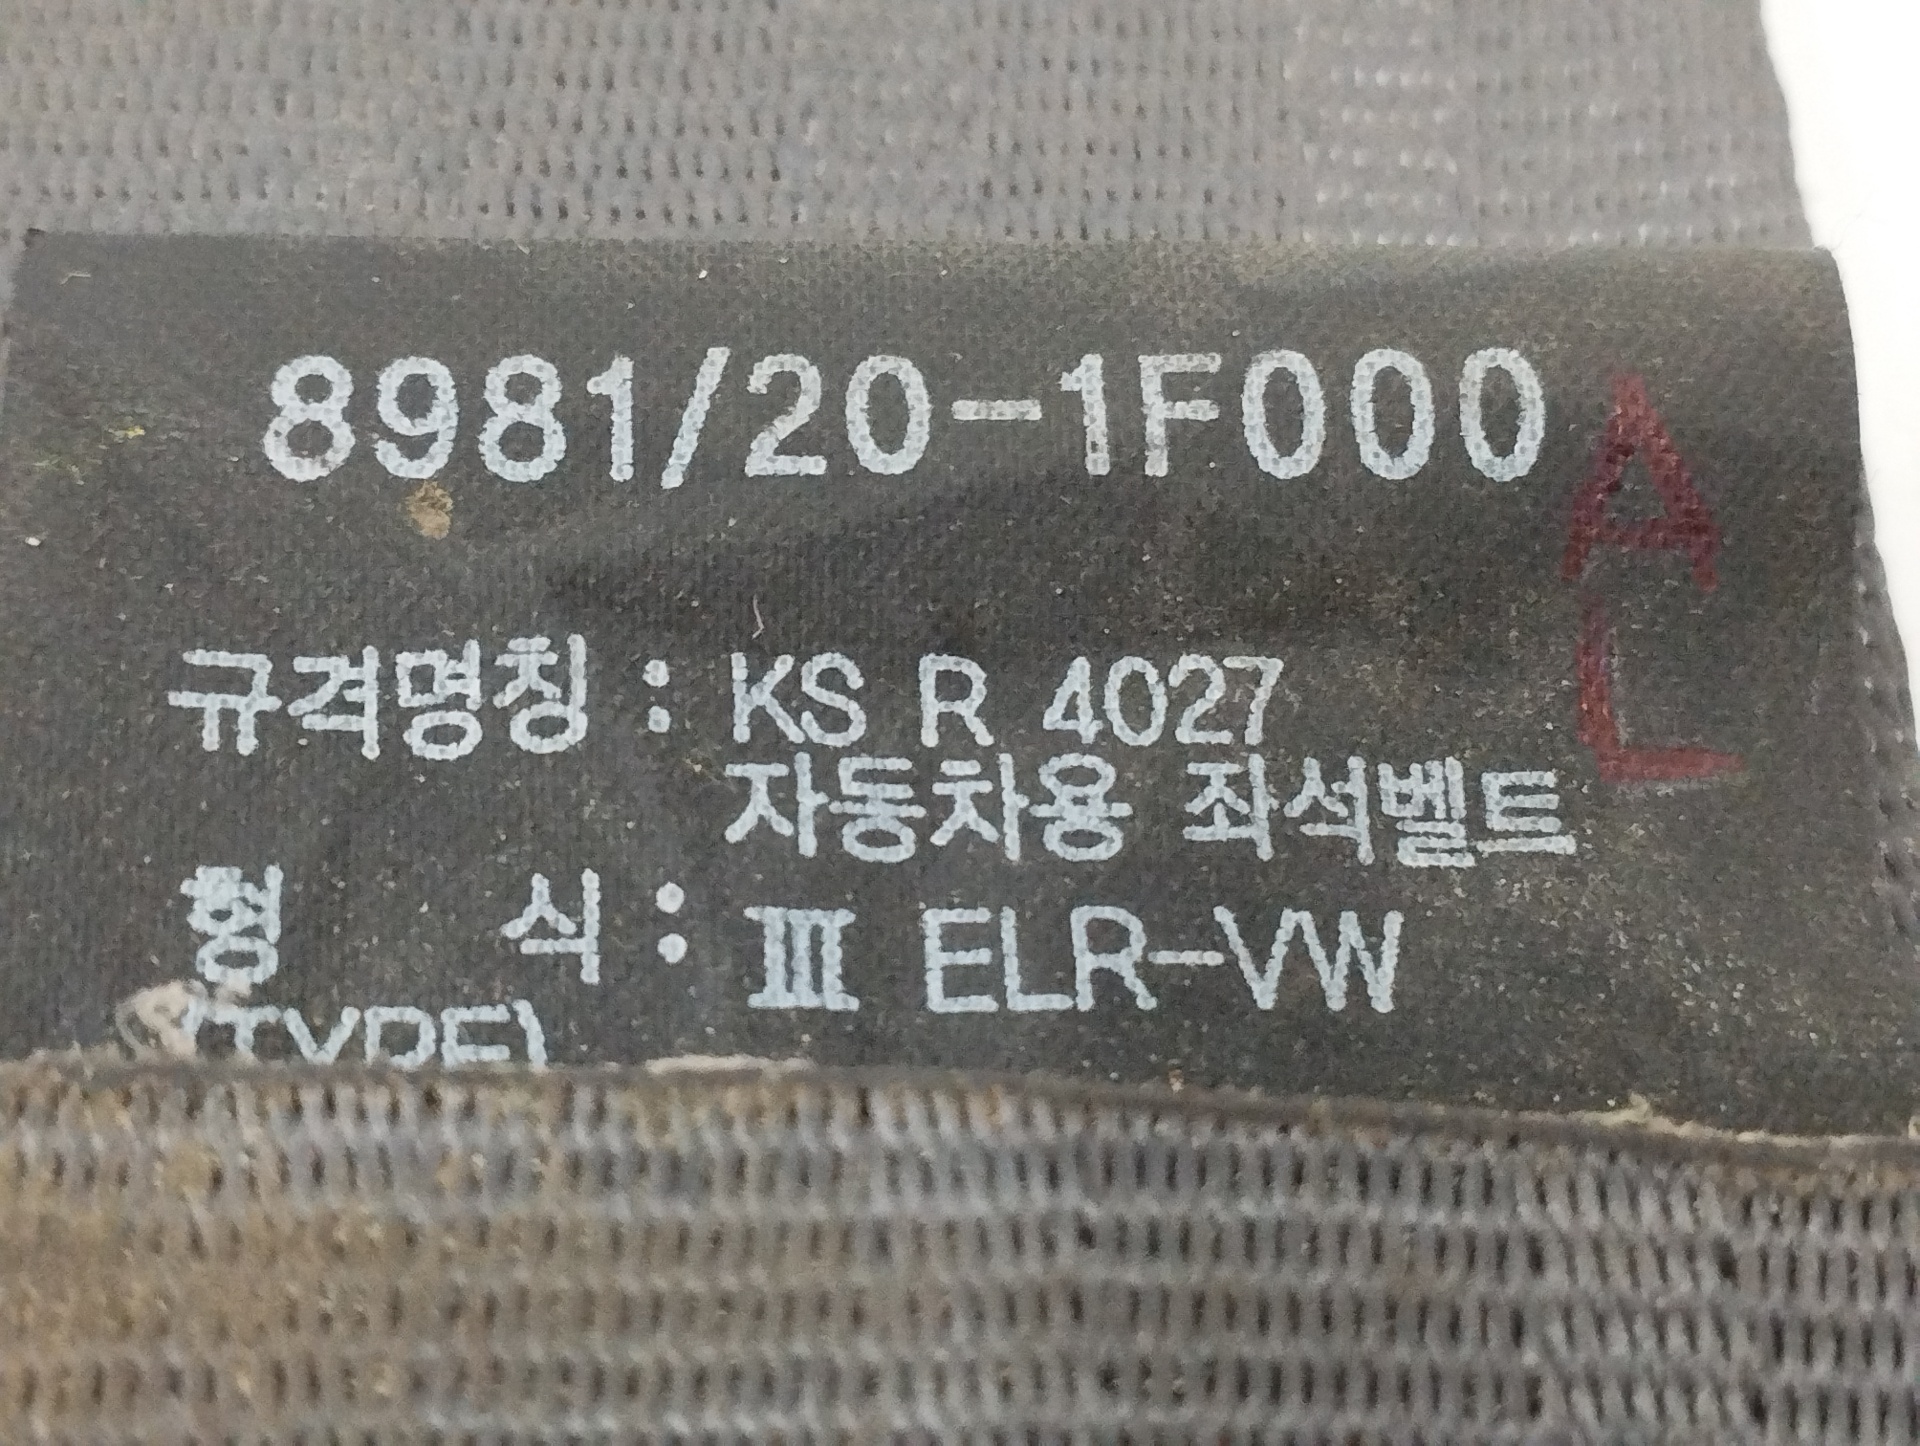 8981/20-1F000
A
L
규격명칭 : KS R 4027
자동차용 좌석벨트
형 식 : Ⅲ ELR-VW
(TYPE)